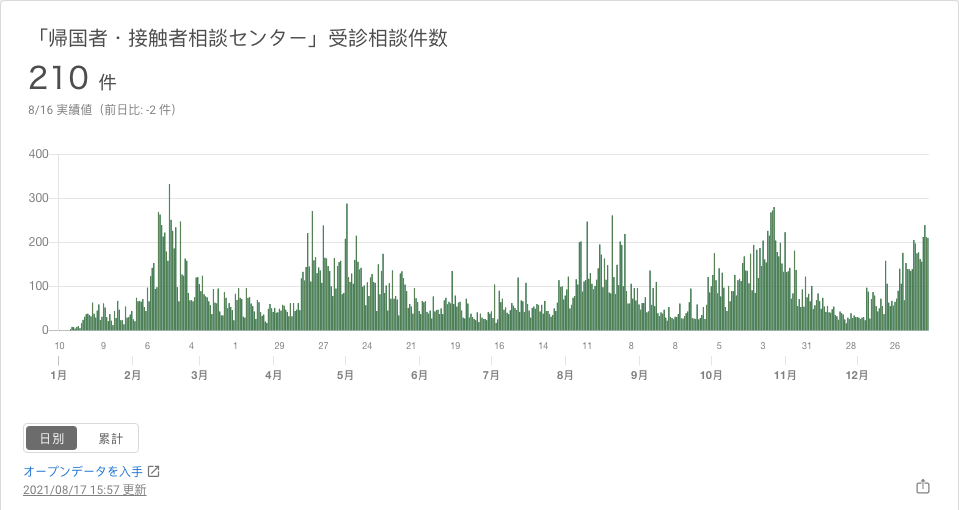 「帰国者・接触者相談センター」受診相談件数
210 件
8/16 実績値（前日比: -2 件）
400
300
200
100
0
10 9 6 4 1 29 27 24 21 19 16 14 11 8 8 5 3 31 28 26
1月 2月 3月 4月 5月 6月 7月 8月 9月 10月 11月 12月
日別 累計
オープンデータを入手
2021/08/17 15:57 更新